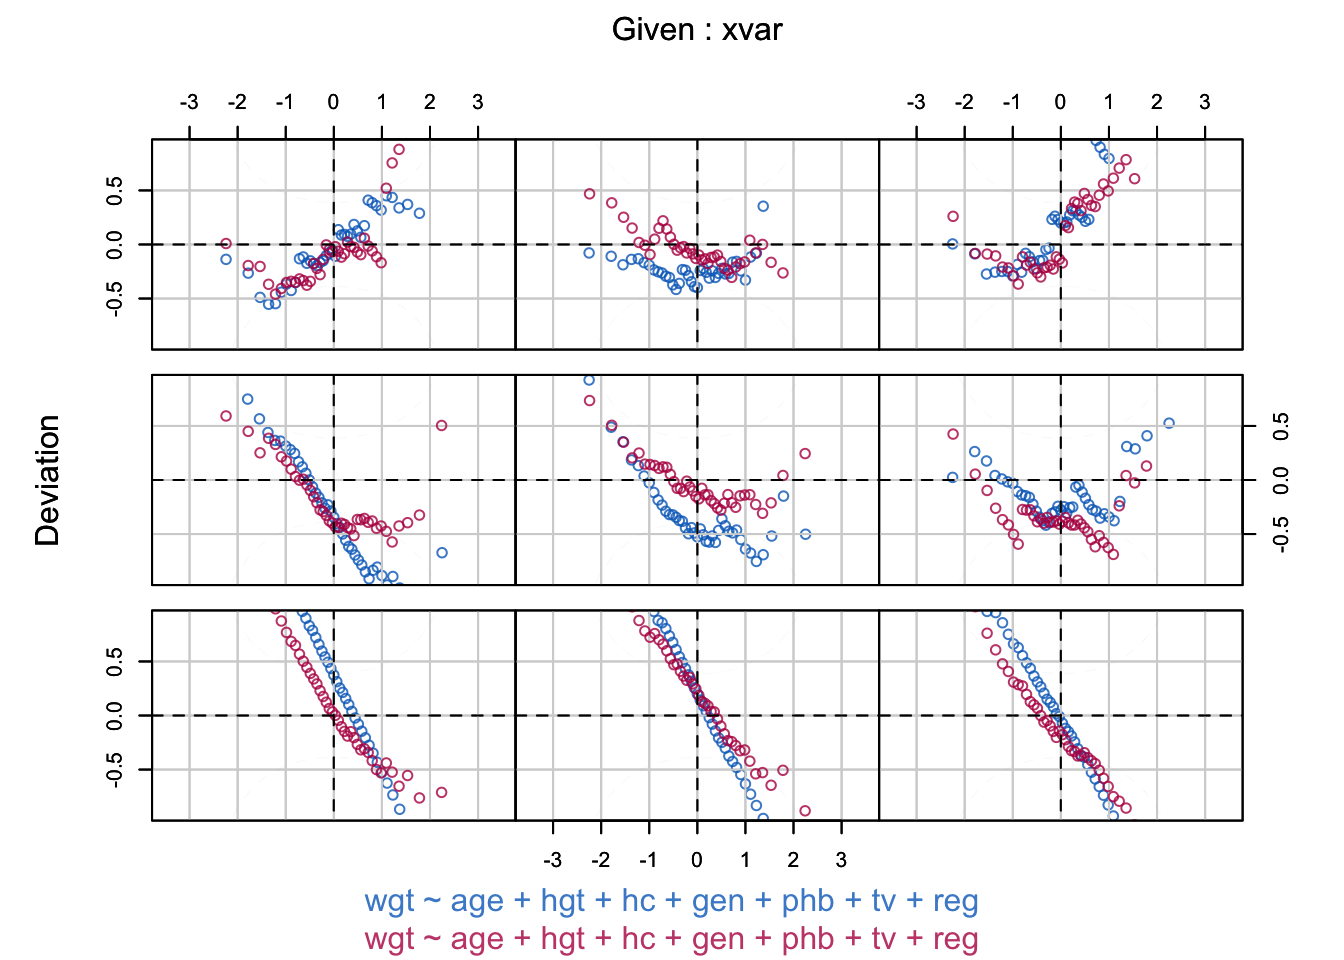 Given : xvar
-3 -2 -1 0 1 2 3 -3 -2 -1 0 1 2 3
0.5
0.0
-0.5
Deviation
0.5
0.0
-0.5
0.5
0.0
-0.5
-3 -2 -1 0 1 2 3
wgt ~ age + hgt + hc + gen + phb + tv + reg
wgt ~ age + hgt + hc + gen + phb + tv + reg